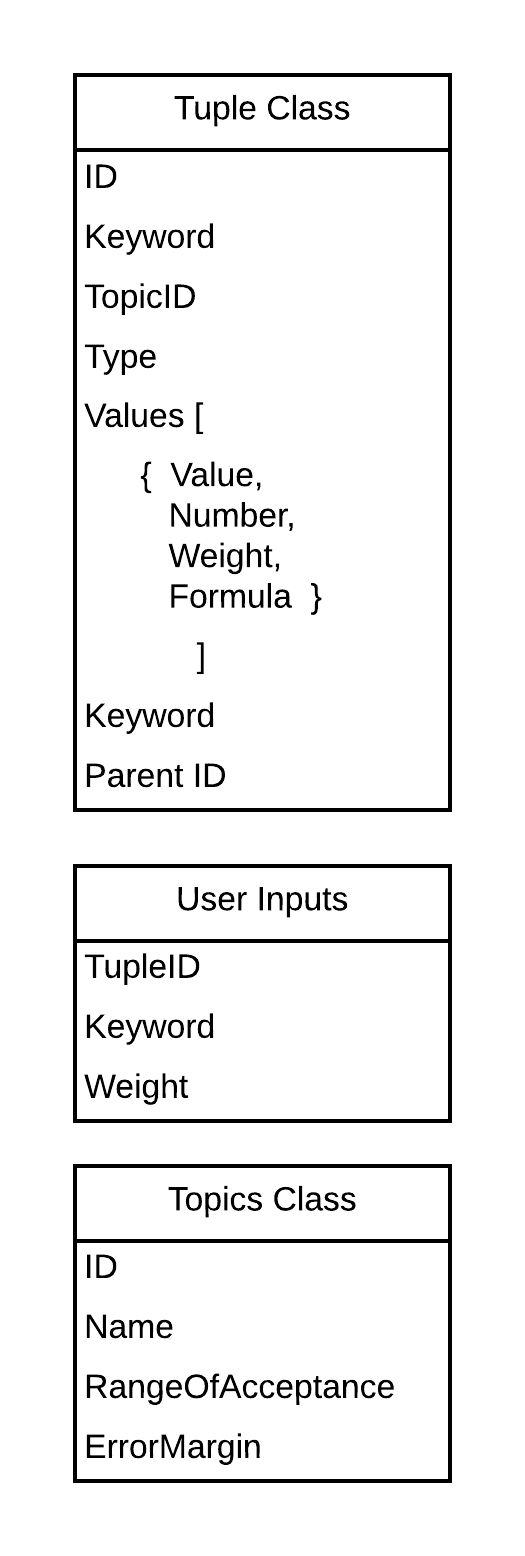 Tuple Class
ID
Keyword
TopicID
Type
Values [
{ Value,
Number,
Weight,
Formula }
]
Keyword
Parent ID
User Inputs
TupleID
Keyword
Weight
Topics Class
ID
Name
RangeOfAcceptance
ErrorMargin